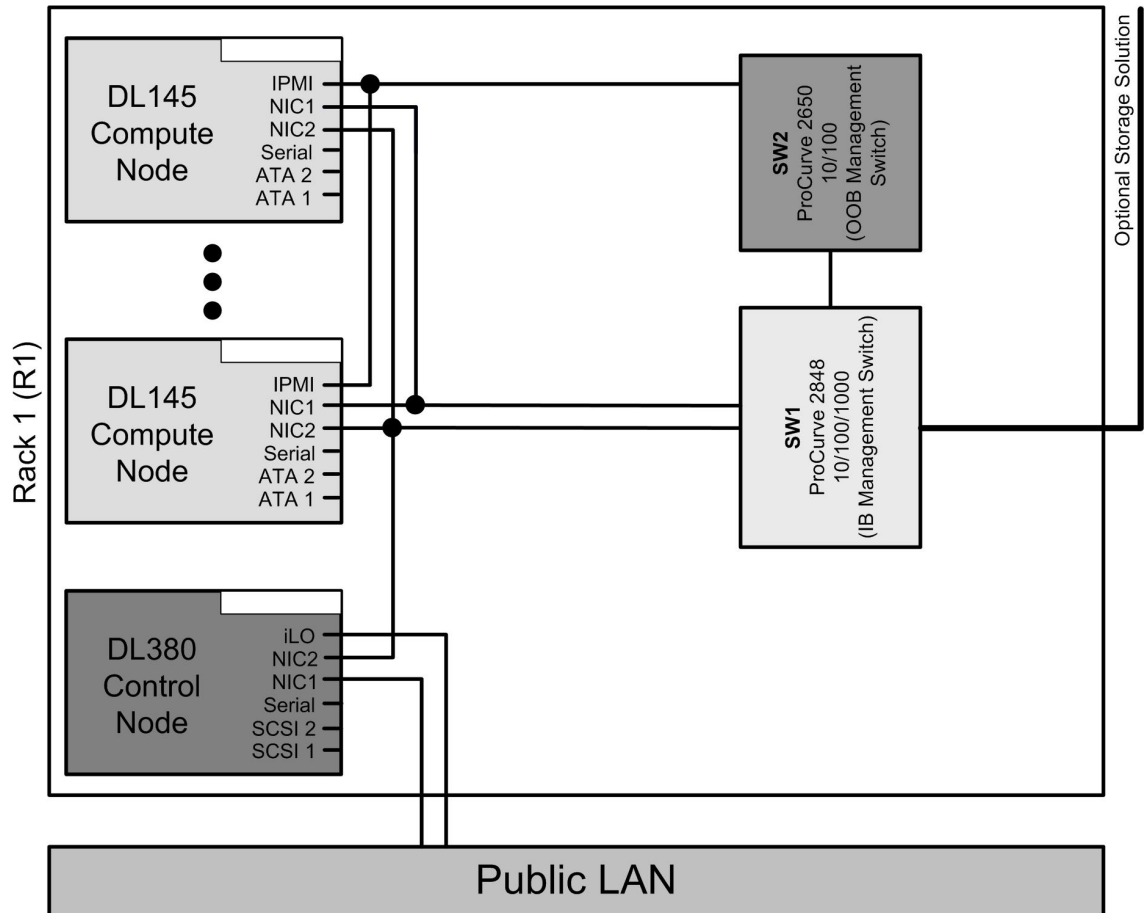 Rack 1 (R1)
DL145
Compute
Node
IPMI
NIC1
NIC2
Serial
ATA 2
ATA 1
DL145
Compute
Node
IPMI
NIC1
NIC2
Serial
ATA 2
ATA 1
DL380
Control
Node
iLO
NIC2
NIC1
Serial
SCSI 2
SCSI 1
SW2
ProCurve 2650
10/100
(OOB Management
Switch)
SW1
ProCurve 2848
10/100/1000
(IB Management Switch)
Optional Storage Solution
Public LAN